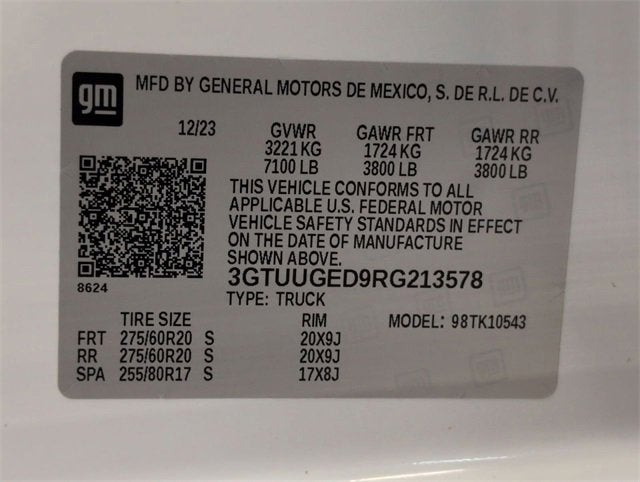 gm
MFD BY GENERAL MOTORS DE MEXICO, S. DE R.L. DE C.V.
12/23 GVWR GAWR FRT GAWR RR
3221 KG 1724 KG 1724 KG
7100 LB 3800 LB 3800 LB
THIS VEHICLE CONFORMS TO ALL
APPLICABLE U.S. FEDERAL MOTOR
VEHICLE SAFETY STANDARDS IN EFFECT
ON THE DATE OF MANUFACTURE
SHOWN ABOVE.
8624
3GTUUGED9RG213578
TYPE: TRUCK
TIRE SIZE RIM MODEL: 98TK10543
FRT 275/60R20 S 20X9J
RR 275/60R20 S 20X9J
SPA 255/80R17 S 17X8J